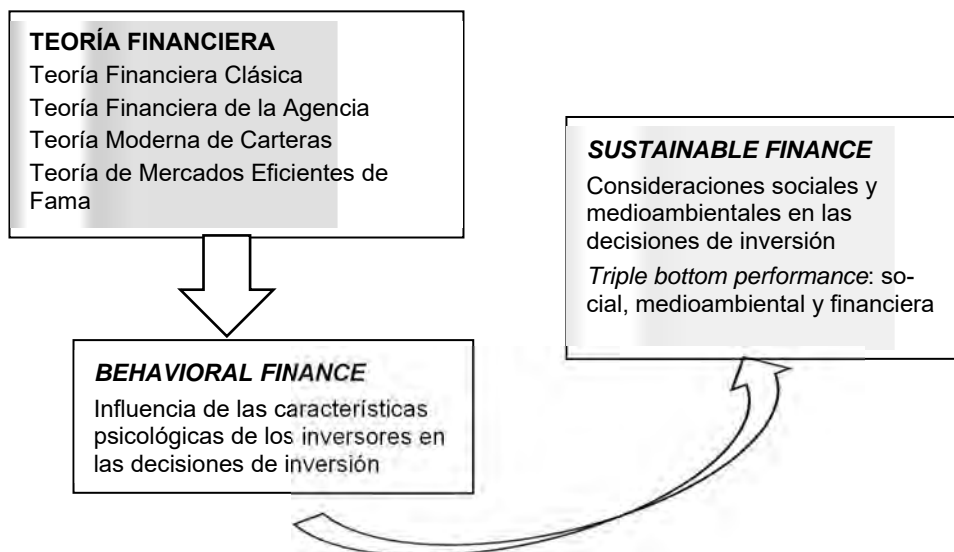 TEORÍA FINANCIERA
Teoría Financiera Clásica
Teoría Financiera de la Agencia
Teoría Moderna de Carteras
Teoría de Mercados Eficientes de
Fama
BEHAVIORAL FINANCE
Influencia de las características
psicológicas de los inversores en
las decisiones de inversión
SUSTAINABLE FINANCE
Consideraciones sociales y
medioambientales en las
decisiones de inversión
Triple bottom performance: so-
cial, medioambiental y financiera